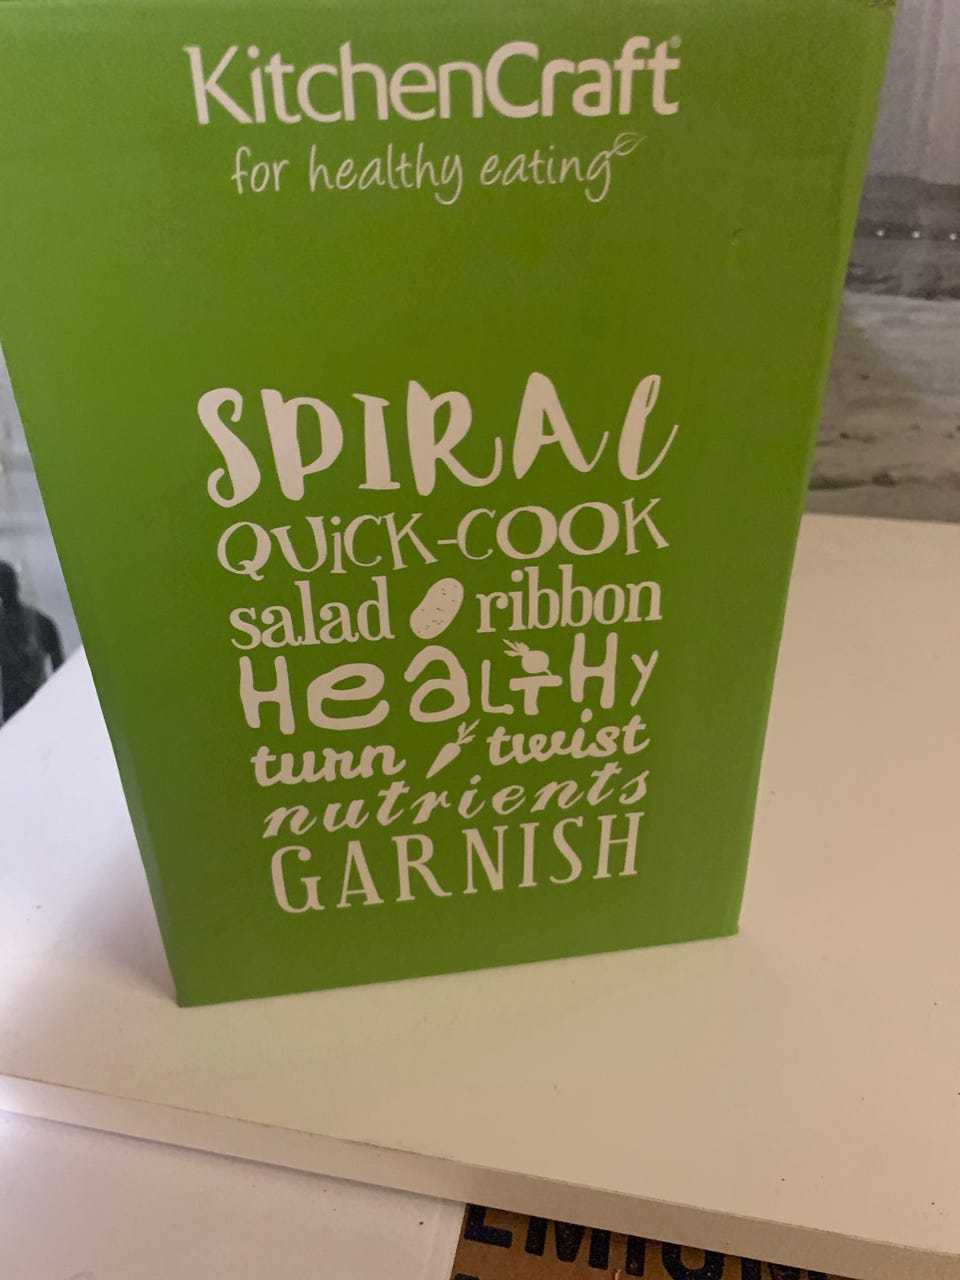 KitchenCraft®
for healthy eating
SPIRAL
QUiCK-COOK
salad ribbon
HeaLTHy
turn twist
nutrients
GARNISH